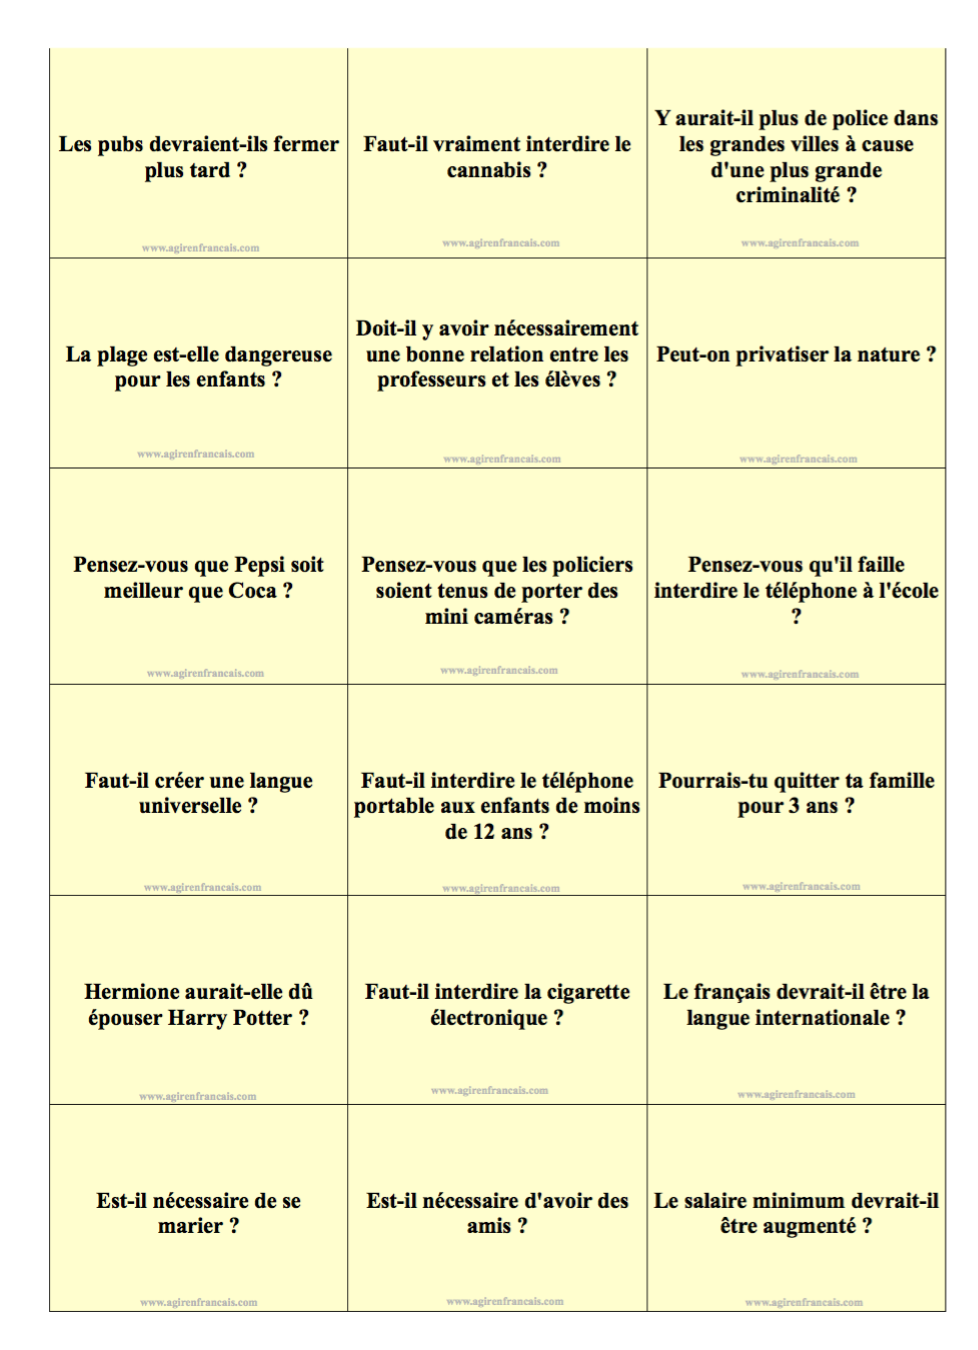 Les pubs devraient-ils fermer
plus tard ?
www.agirenfrancais.com
Faut-il vraiment interdire le
cannabis ?
www.agirenfrancais.com
Y aurait-il plus de police dans
les grandes villes à cause
d'une plus grande
criminalité ?
www.agirenfrancais.com
La plage est-elle dangereuse
pour les enfants ?
www.agirenfrancais.com
Doit-il y avoir nécessairement
une bonne relation entre les
professeurs et les élèves ?
www.agirenfrancais.com
Peut-on privatiser la nature ?
www.agirenfrancais.com
Pensez-vous que Pepsi soit
meilleur que Coca ?
www.agirenfrancais.com
Pensez-vous que les policiers
soient tenus de porter des
mini caméras ?
www.agirenfrancais.com
Pensez-vous qu'il faille
interdire le téléphone à l'école
?
www.agirenfrancais.com
Faut-il créer une langue
universelle ?
www.agirenfrancais.com
Faut-il interdire le téléphone
portable aux enfants de moins
de 12 ans ?
www.agirenfrancais.com
Pourrais-tu quitter ta famille
pour 3 ans ?
www.agirenfrancais.com
Hermione aurait-elle dû
épouser Harry Potter ?
www.agirenfrancais.com
Faut-il interdire la cigarette
électronique ?
www.agirenfrancais.com
Le français devrait-il être la
langue internationale ?
www.agirenfrancais.com
Est-il nécessaire de se
marier ?
www.agirenfrancais.com
Est-il nécessaire d'avoir des
amis ?
www.agirenfrancais.com
Le salaire minimum devrait-il
être augmenté ?
www.agirenfrancais.com